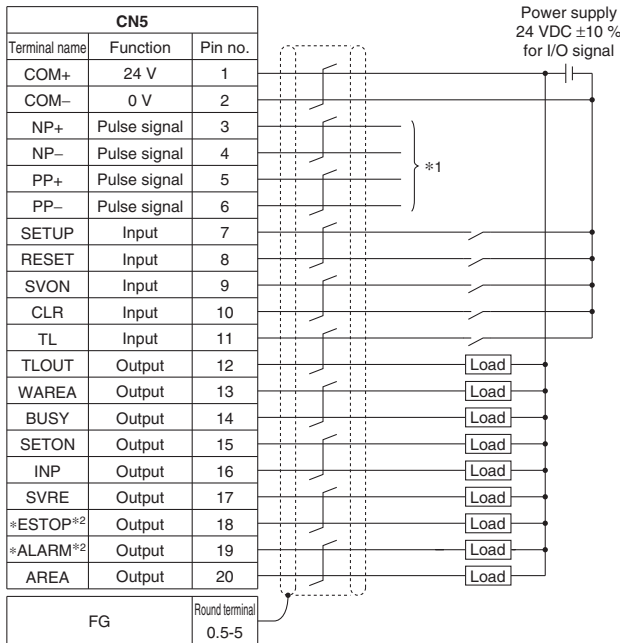 CN5
Power supply
24 VDC ±10 %
for I/O signal
Terminal name Function Pin no.
COM+ 24 V 1
COM− 0 V 2
NP+ Pulse signal 3
NP− Pulse signal 4
PP+ Pulse signal 5
PP− Pulse signal 6
∗1
SETUP Input 7
RESET Input 8
SVON Input 9
CLR Input 10
TL Input 11
TLOUT Output 12 Load
WAREA Output 13 Load
BUSY Output 14 Load
SETON Output 15 Load
INP Output 16 Load
SVRE Output 17 Load
∗ESTOP∗2 Output 18 Load
∗ALARM∗2 Output 19 Load
AREA Output 20 Load
FG Round terminal
0.5-5